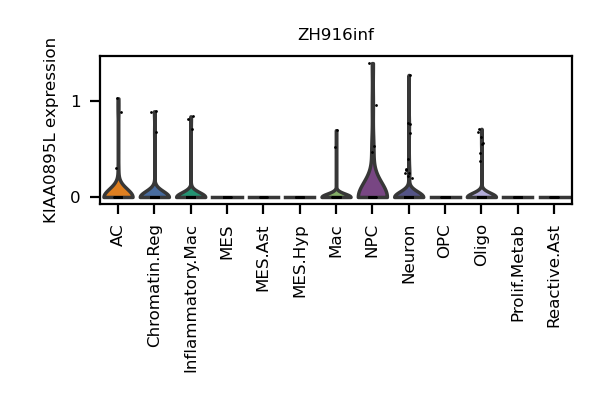 ZH916inf
KIAA0895L expression
1
0
AC
Chromatin.Reg
Inflammatory.Mac
MES
MES.Ast
MES.Hyp
Mac
NPC
Neuron
OPC
Oligo
Prolif.Metab
Reactive.Ast